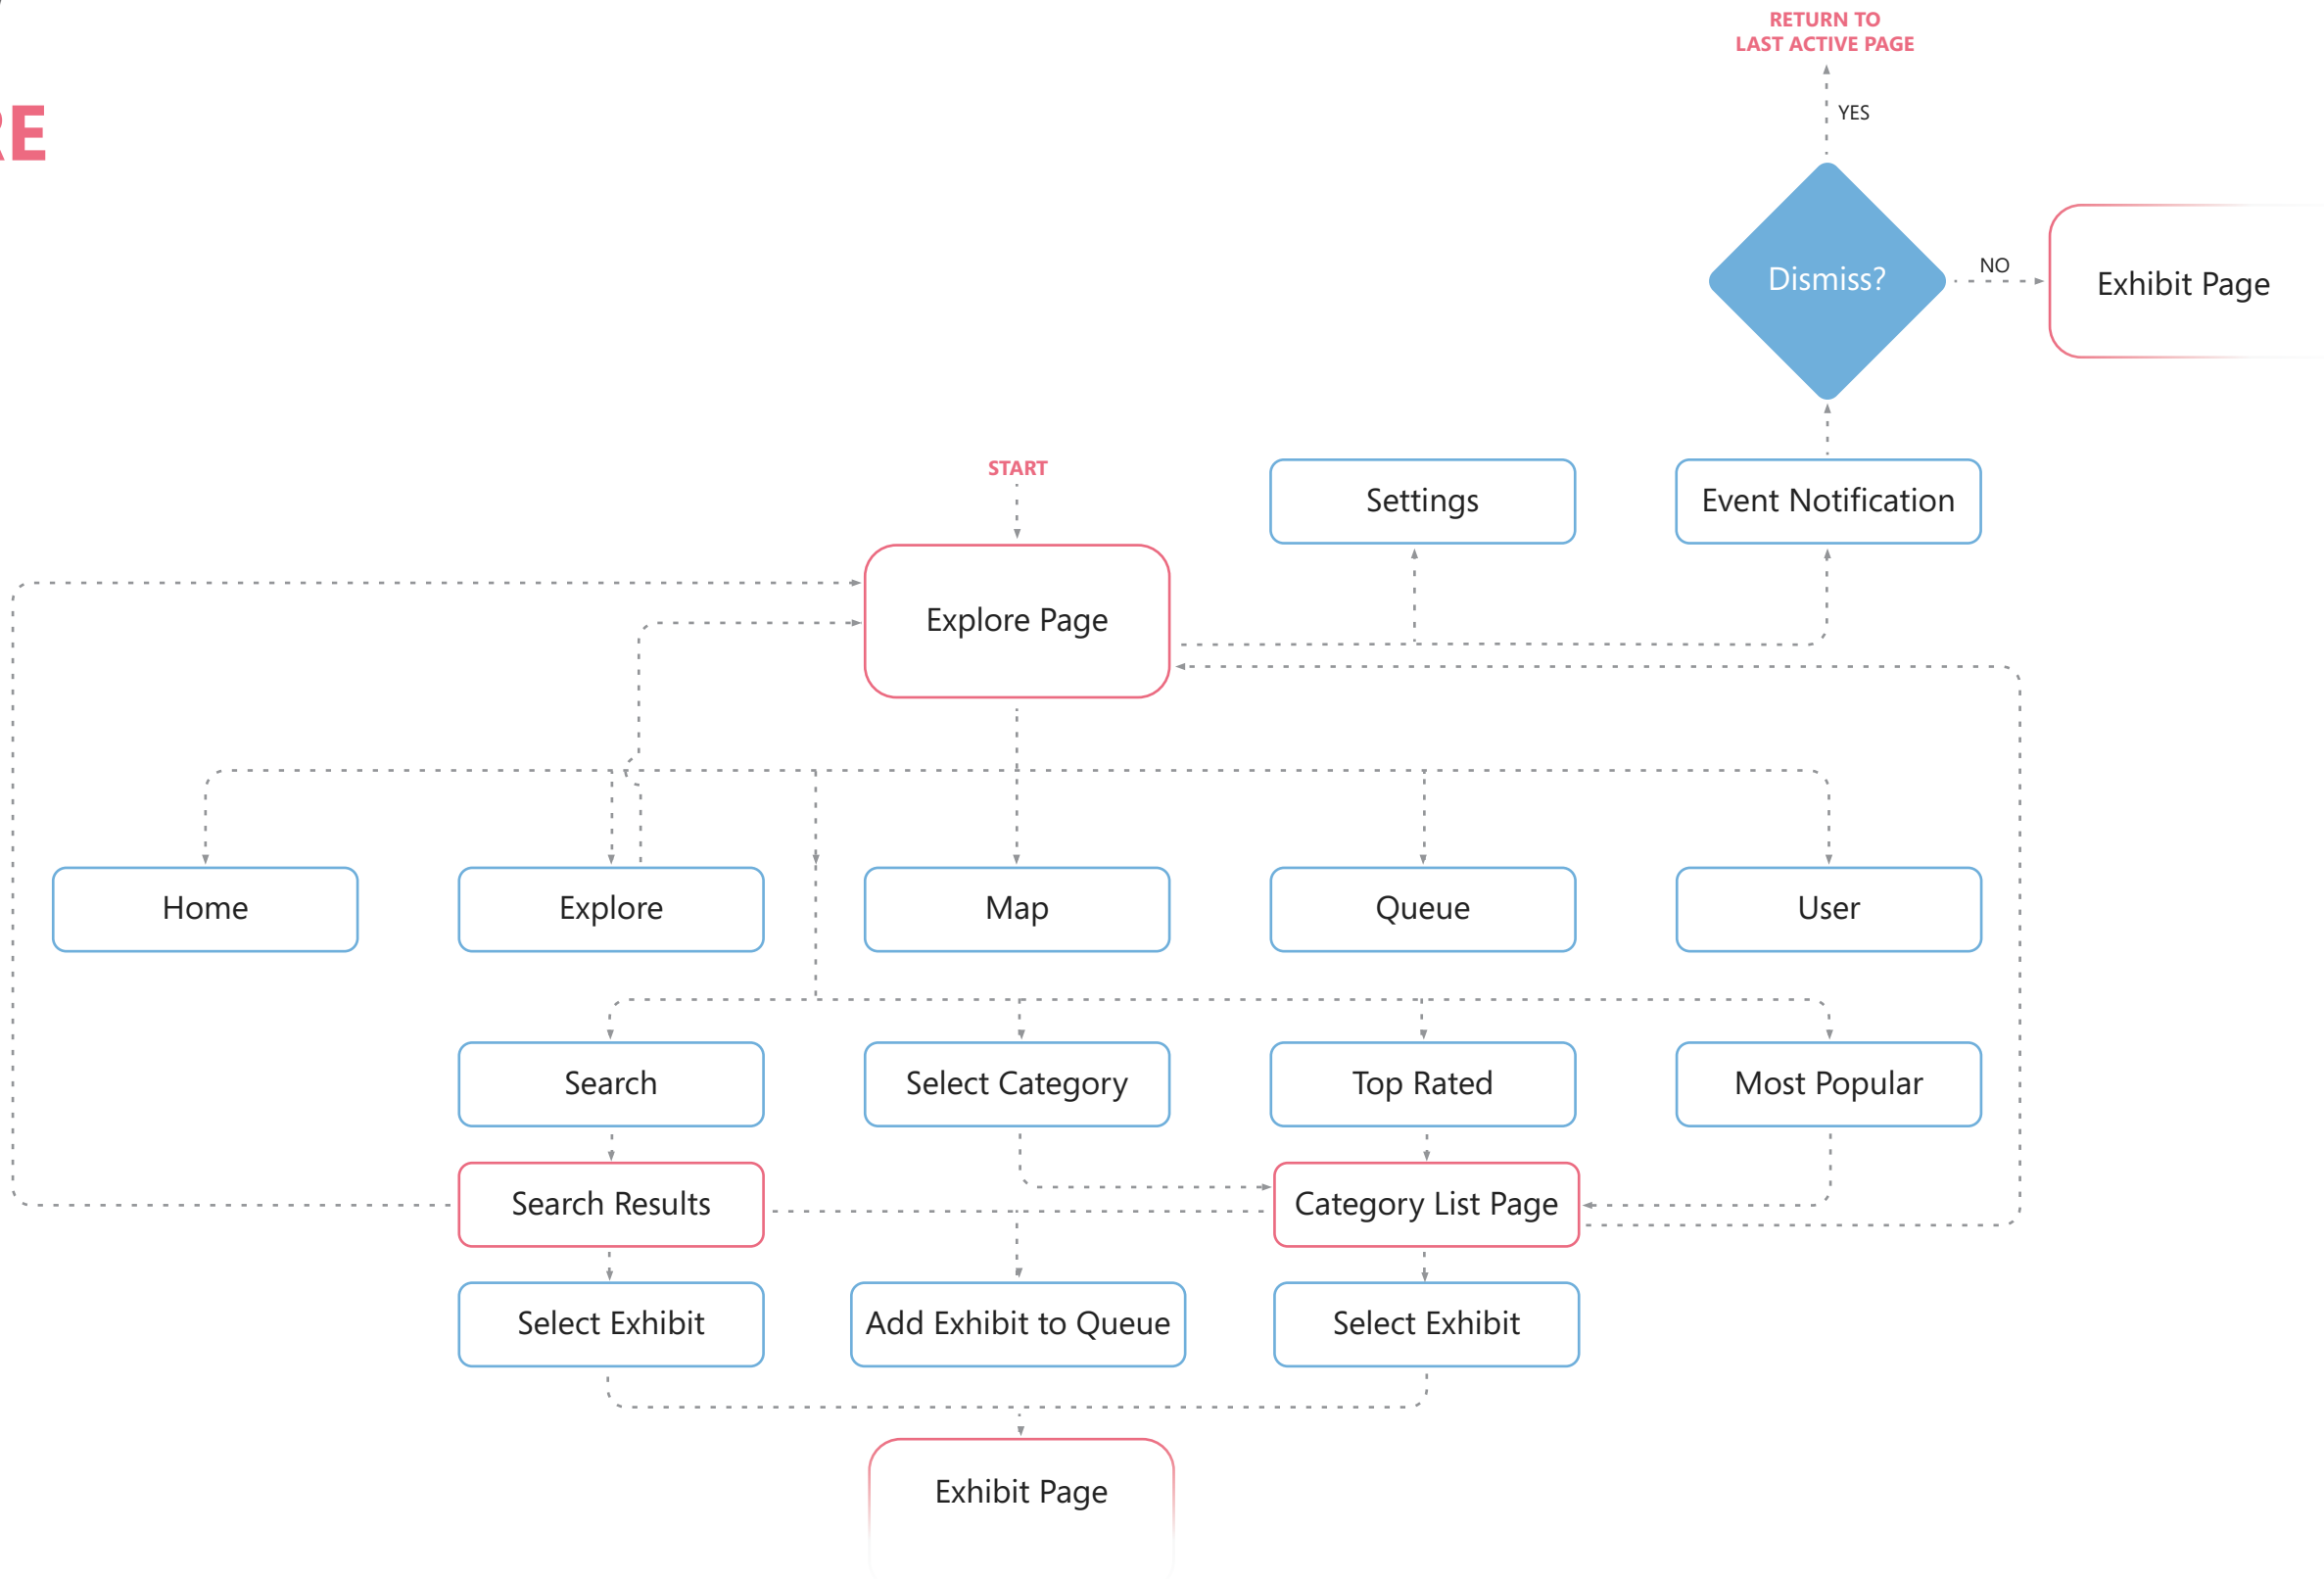 RETURN TO
LAST ACTIVE PAGE
YES
RE
Dismiss?
NO
Exhibit Page
START
Settings
Event Notification
Explore Page
Home
Explore
Map
Queue
User
Search
Select Category
Top Rated
Most Popular
Search Results
Category List Page
Select Exhibit
Add Exhibit to Queue
Select Exhibit
Exhibit Page